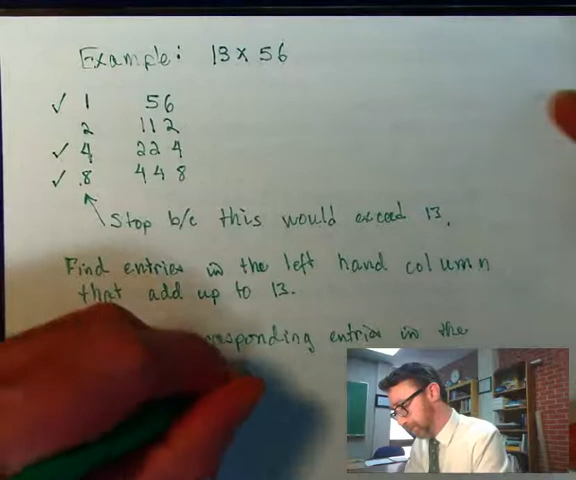 Example: 13 x 56
✓ 1 56
2 112
✓ 4 224
✓ 8 448
Stop b/c this would exceed 13.
Find entries in the left hand column
that add up to 13.
entries in the